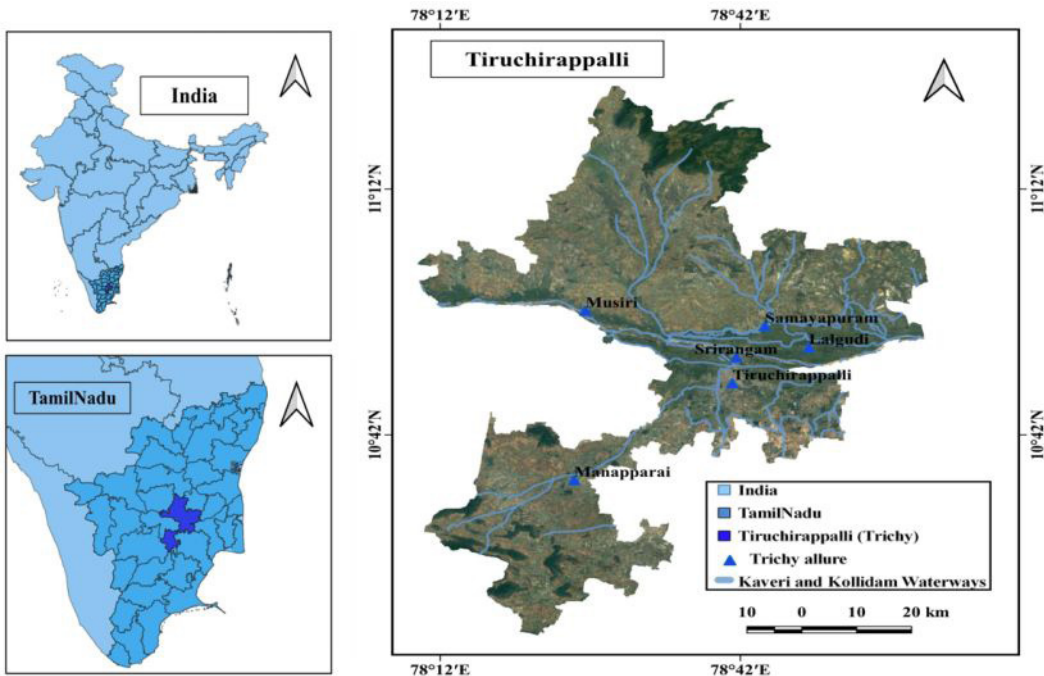 India
TamilNadu
78°12′E
78°42′E
Tiruchirappalli
11°12′N
11°12′N
Musiri
Samayapuram
Lalgudi
Srirangam
Tiruchirappalli
10°42′N
10°42′N
Manapparai
India
TamilNadu
Tiruchirappalli (Trichy)
Trichy allure
Kaveri and Kollidam Waterways
10 0 10 20 km
78°12′E
78°42′E